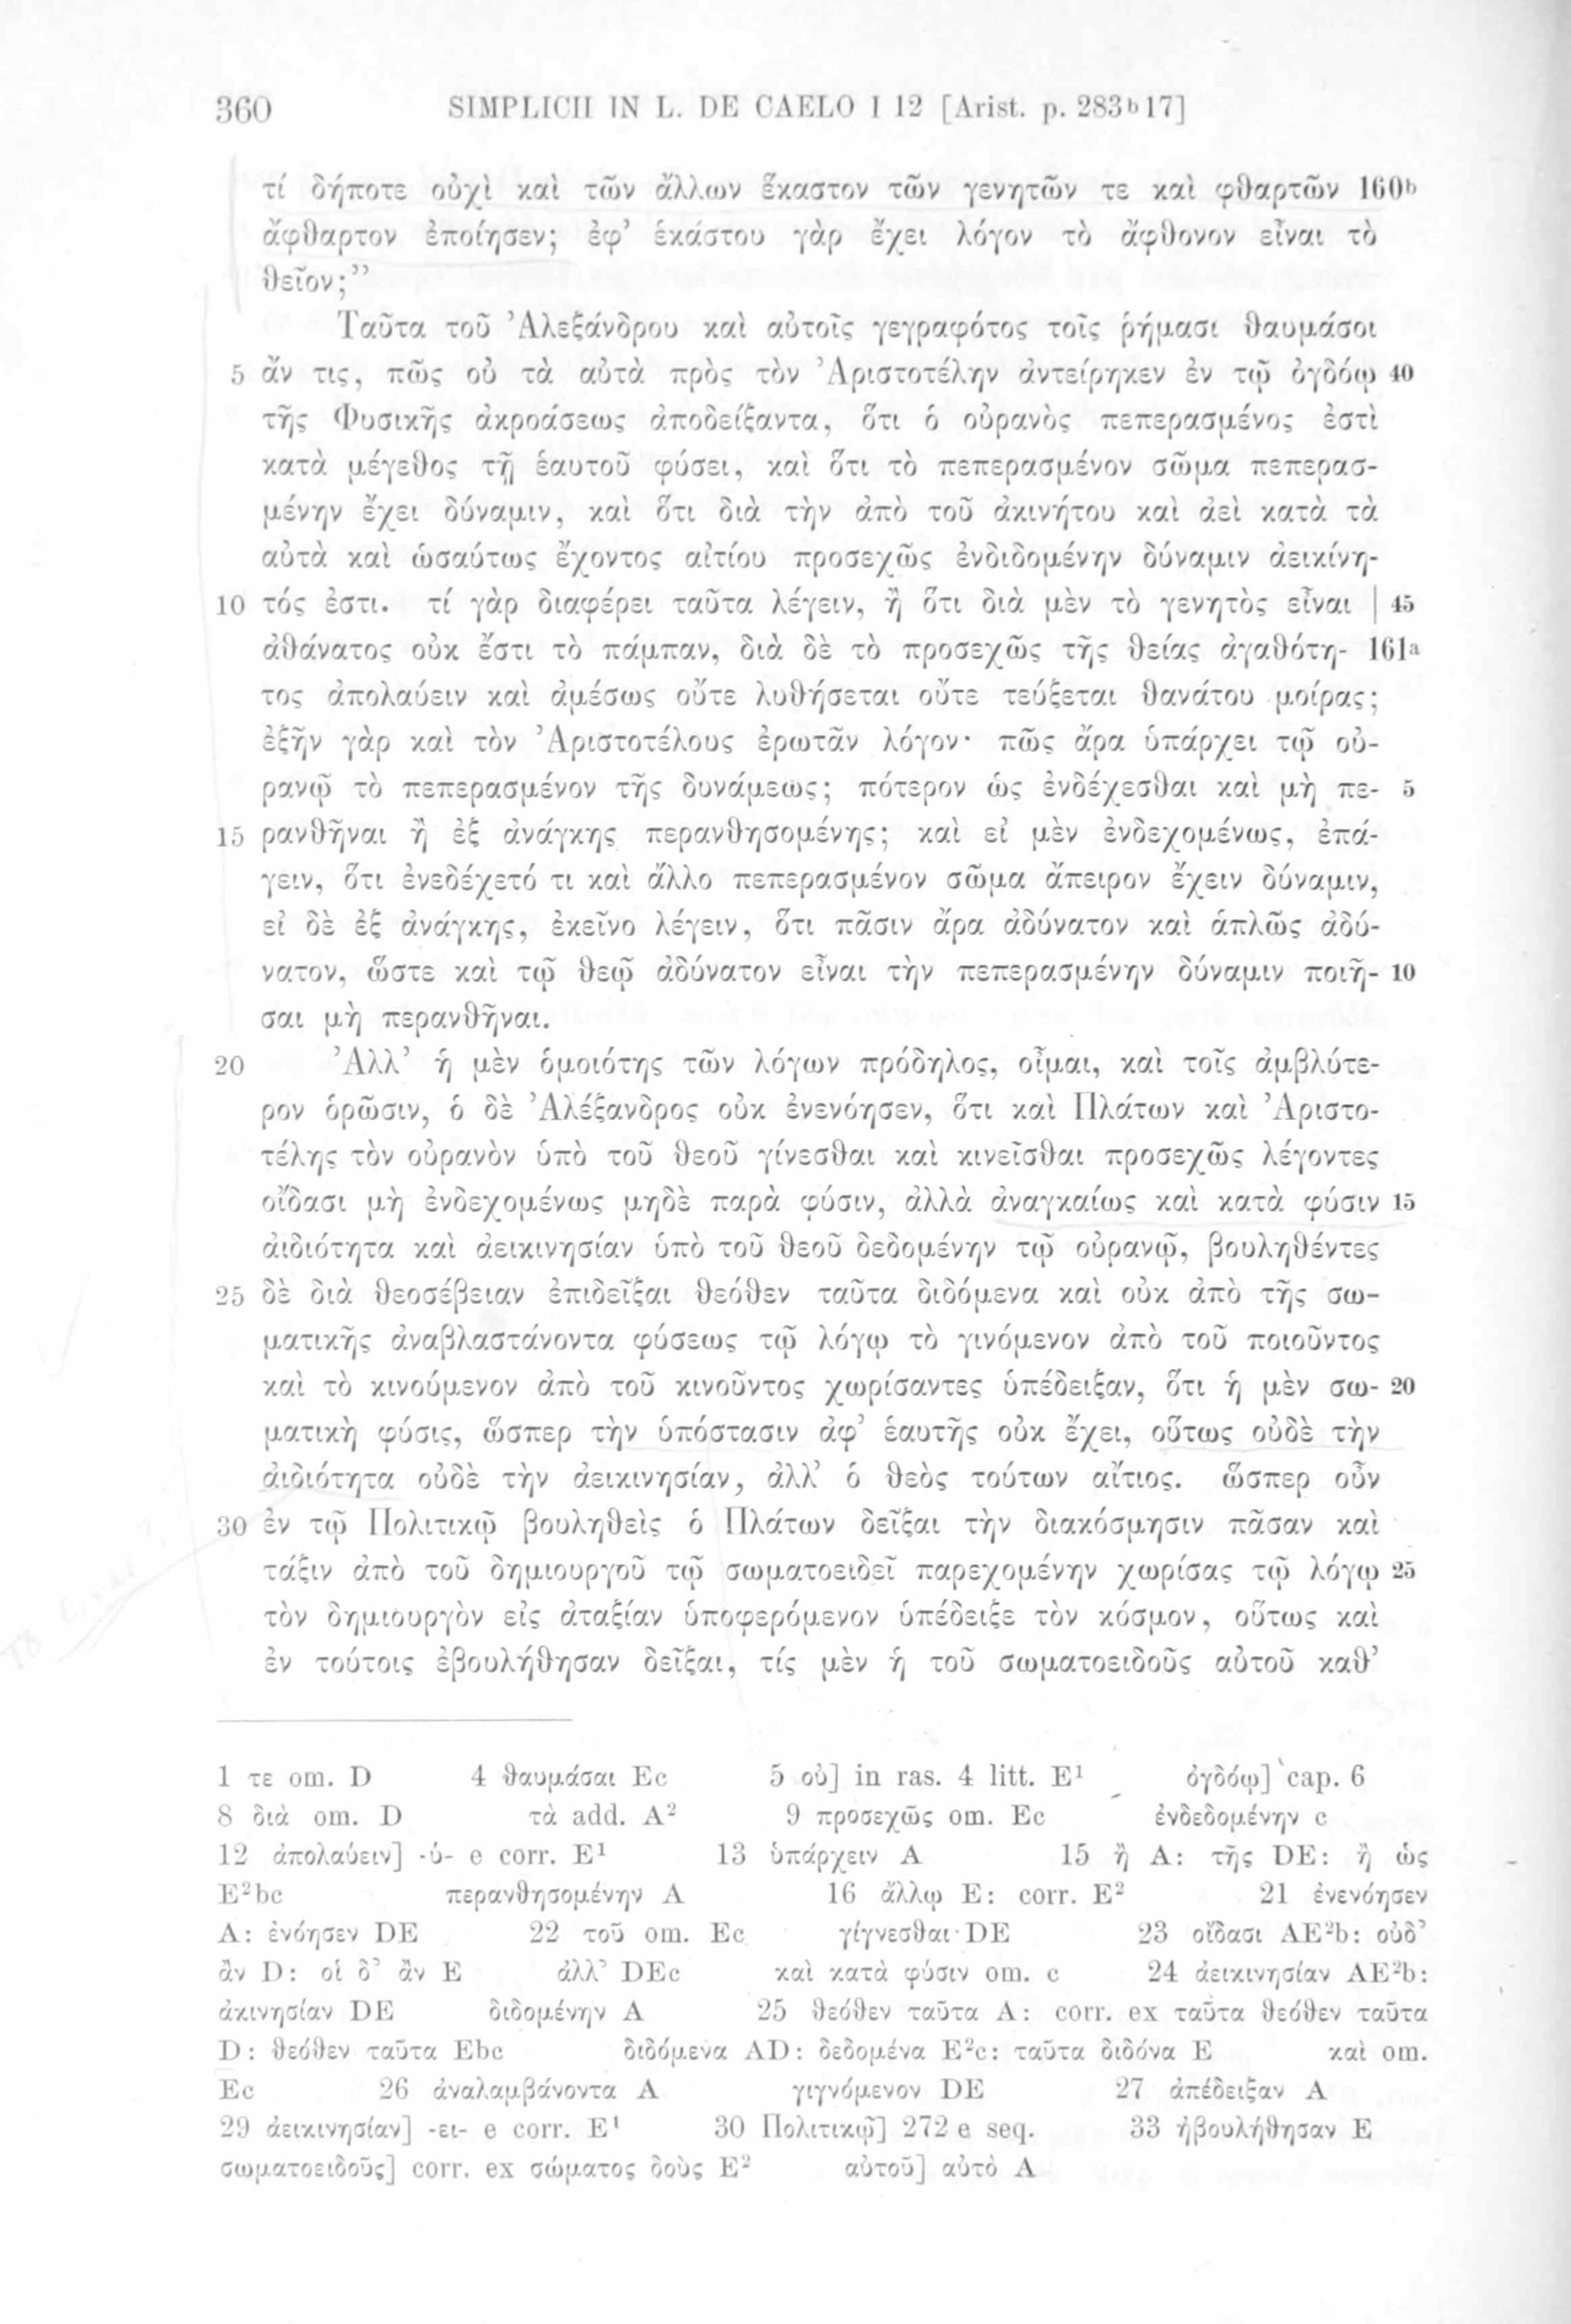 360 SIMPLICII IN L. DE CAELO I 12 [Arist. p. 283ᵇ17]
τί δήποτε οὐχὶ καὶ τῶν ἄλλων ἕκαστον τῶν γενητῶν τε καὶ φθαρτῶν 160ᵇ
ἄφθαρτον ἐποίησεν; ἐφ’ ἑκάστου γὰρ ἔχει λόγον τὸ ἄφθονον εἶναι τὸ
θεῖον;”
Ταῦτα τοῦ Ἀλεξάνδρου καὶ αὐτοῖς γεγραφότος τοῖς ῥήμασι θαυμάσοι
5 ἄν τις, πῶς οὐ τὰ αὐτὰ πρὸς τὸν Ἀριστοτέλην ἀντείρηκεν ἐν τῷ ὀγδόῳ 40
τῆς Φυσικῆς ἀκροάσεως ἀποδείξαντα, ὅτι ὁ οὐρανὸς πεπερασμένος ἐστὶ
κατὰ μέγεθος τῇ ἑαυτοῦ φύσει, καὶ ὅτι τὸ πεπερασμένον σῶμα πεπερασ-
μένην ἔχει δύναμιν, καὶ ὅτι διὰ τὴν ἀπὸ τοῦ ἀκινήτου καὶ ἀεὶ κατὰ τὰ
αὐτὰ καὶ ὡσαύτως ἔχοντος αἰτίου προσεχῶς ἐνδιδομένην δύναμιν ἀεικίνη-
10 τός ἐστι. τί γὰρ διαφέρει ταῦτα λέγειν, ἢ ὅτι διὰ μὲν τὸ γενητὸς εἶναι | 45
ἀθάνατος οὐκ ἔστι τὸ πάμπαν, διὰ δὲ τὸ προσεχῶς τῆς θείας ἀγαθότη- 161ᵃ
τος ἀπολαύειν καὶ ἀμέσως οὔτε λυθήσεται οὔτε τεύξεται θανάτου μοίρας;
ἐξῆν γὰρ καὶ τὸν Ἀριστοτέλους ἐρωτᾶν λόγον· πῶς ἄρα ὑπάρχει τῷ οὐ-
ρανῷ τὸ πεπερασμένον τῆς δυνάμεως; πότερον ὡς ἐνδέχεσθαι καὶ μὴ πε- 5
15 ρανθῆναι ἢ ἐξ ἀνάγκης περανθησομένης; καὶ εἰ μὲν ἐνδεχομένως, ἐπά-
γειν, ὅτι ἐνεδέχετό τι καὶ ἄλλο πεπερασμένον σῶμα ἄπειρον ἔχειν δύναμιν,
εἰ δὲ ἐξ ἀνάγκης, ἐκεῖνο λέγειν, ὅτι πᾶσιν ἄρα ἀδύνατον καὶ ἁπλῶς ἀδύ-
νατον, ὥστε καὶ τῷ θεῷ ἀδύνατον εἶναι τὴν πεπερασμένην δύναμιν ποιῆ- 10
σαι μὴ περανθῆναι.
20 Ἀλλ’ ἡ μὲν ὁμοιότης τῶν λόγων πρόδηλος, οἶμαι, καὶ τοῖς ἀμβλύτε-
ρον ὁρῶσιν, ὁ δὲ Ἀλέξανδρος οὐκ ἐνενόησεν, ὅτι καὶ Πλάτων καὶ Ἀριστο-
τέλης τὸν οὐρανὸν ὑπὸ τοῦ θεοῦ γίνεσθαι καὶ κινεῖσθαι προσεχῶς λέγοντες
οἴδασι μὴ ἐνδεχομένως μηδὲ παρὰ φύσιν, ἀλλὰ ἀναγκαίως καὶ κατὰ φύσιν 15
ἀιδιότητα καὶ ἀεικινησίαν ὑπὸ τοῦ θεοῦ δεδομένην τῷ οὐρανῷ, βουληθέντες
25 δὲ διὰ θεοσέβειαν ἐπιδεῖξαι θεόθεν ταῦτα διδόμενα καὶ οὐκ ἀπὸ τῆς σω-
ματικῆς ἀναβλαστάνοντα φύσεως τῷ λόγῳ τὸ γινόμενον ἀπὸ τοῦ ποιοῦντος
καὶ τὸ κινούμενον ἀπὸ τοῦ κινοῦντος χωρίσαντες ὑπέδειξαν, ὅτι ἡ μὲν σω- 20
ματικὴ φύσις, ὥσπερ τὴν ὑπόστασιν ἀφ’ ἑαυτῆς οὐκ ἔχει, οὕτως οὐδὲ τὴν
ἀιδιότητα οὐδὲ τὴν ἀεικινησίαν, ἀλλ’ ὁ θεὸς τούτων αἴτιος. ὥσπερ οὖν
30 ἐν τῷ Πολιτικῷ βουληθεὶς ὁ Πλάτων δεῖξαι τὴν διακόσμησιν πᾶσαν καὶ
τάξιν ἀπὸ τοῦ δημιουργοῦ τῷ σωματοειδεῖ παρεχομένην χωρίσας τῷ λόγῳ 25
τὸν δημιουργὸν εἰς ἀταξίαν ὑποφερόμενον ὑπέδειξε τὸν κόσμον, οὕτως καὶ
ἐν τούτοις ἐβουλήθησαν δεῖξαι, τίς μὲν ἡ τοῦ σωματοειδοῦς αὐτοῦ καθ’
1 τε om. D 4 θαυμάσαι Ec 5 οὐ] in ras. 4 litt. E¹ ὀγδόῳ] cap. 6
8 διὰ om. D τὰ add. A² 9 προσεχῶς om. Ec ἐνδεδομένην c
12 ἀπολαύειν] -ύ- e corr. E¹ 13 ὑπάρχειν A 15 ἢ A: τῆς DE: ἢ ὡς
E²bc περανθησομένην A 16 ἄλλῳ E: corr. E² 21 ἐνενόησεν
A: ἐνόησεν DE 22 τοῦ om. Ec γίγνεσθαι DE 23 οἴδασι AE²b: οὐδ’
ἂν D: οἱ δ’ ἂν E ἀλλ’ DEc καὶ κατὰ φύσιν om. c 24 ἀεικινησίαν AE²b:
ἀκινησίαν DE διδομένην A 25 θεόθεν ταῦτα A: corr. ex ταῦτα θεόθεν ταῦτα
D: θεόθεν ταῦτα Ebc διδόμενα AD: δεδομένα E²c: ταῦτα διδόνα E καὶ om.
Ec 26 ἀναλαμβάνοντα A γιγνόμενον DE 27 ἀπέδειξαν A
29 ἀεικινησίαν] -ει- e corr. E¹ 30 Πολιτικῷ] 272 e seq. 33 ἠβουλήθησαν E
σωματοειδοῦς] corr. ex σώματος δοὺς E² αὐτοῦ] αὐτὸ A